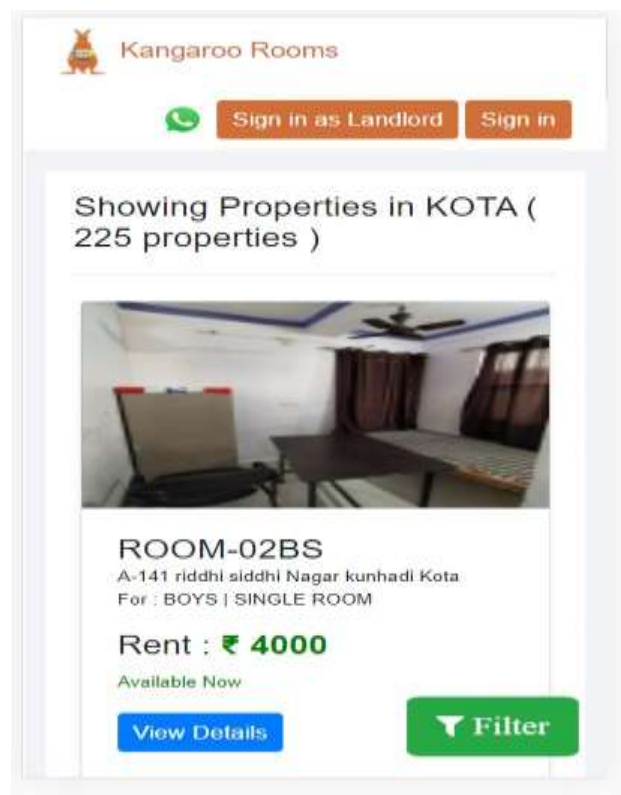 Kangaroo Rooms
Sign in as Landlord Sign in
Showing Properties in KOTA (
225 properties )
ROOM-02BS
A-141 riddhi siddhi Nagar kunhadi Kota
For : BOYS | SINGLE ROOM
Rent : ₹ 4000
Available Now
View Details
Filter